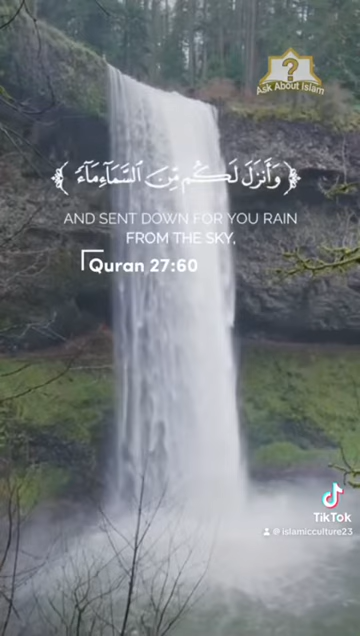 ?
Ask About Islam
﴿ وَأَنزَلَ لَكُم مِّنَ ٱلسَّمَآءِ مَآءً ﴾
AND SENT DOWN FOR YOU RAIN
FROM THE SKY,
Quran 27:60
TikTok
@islamicculture23